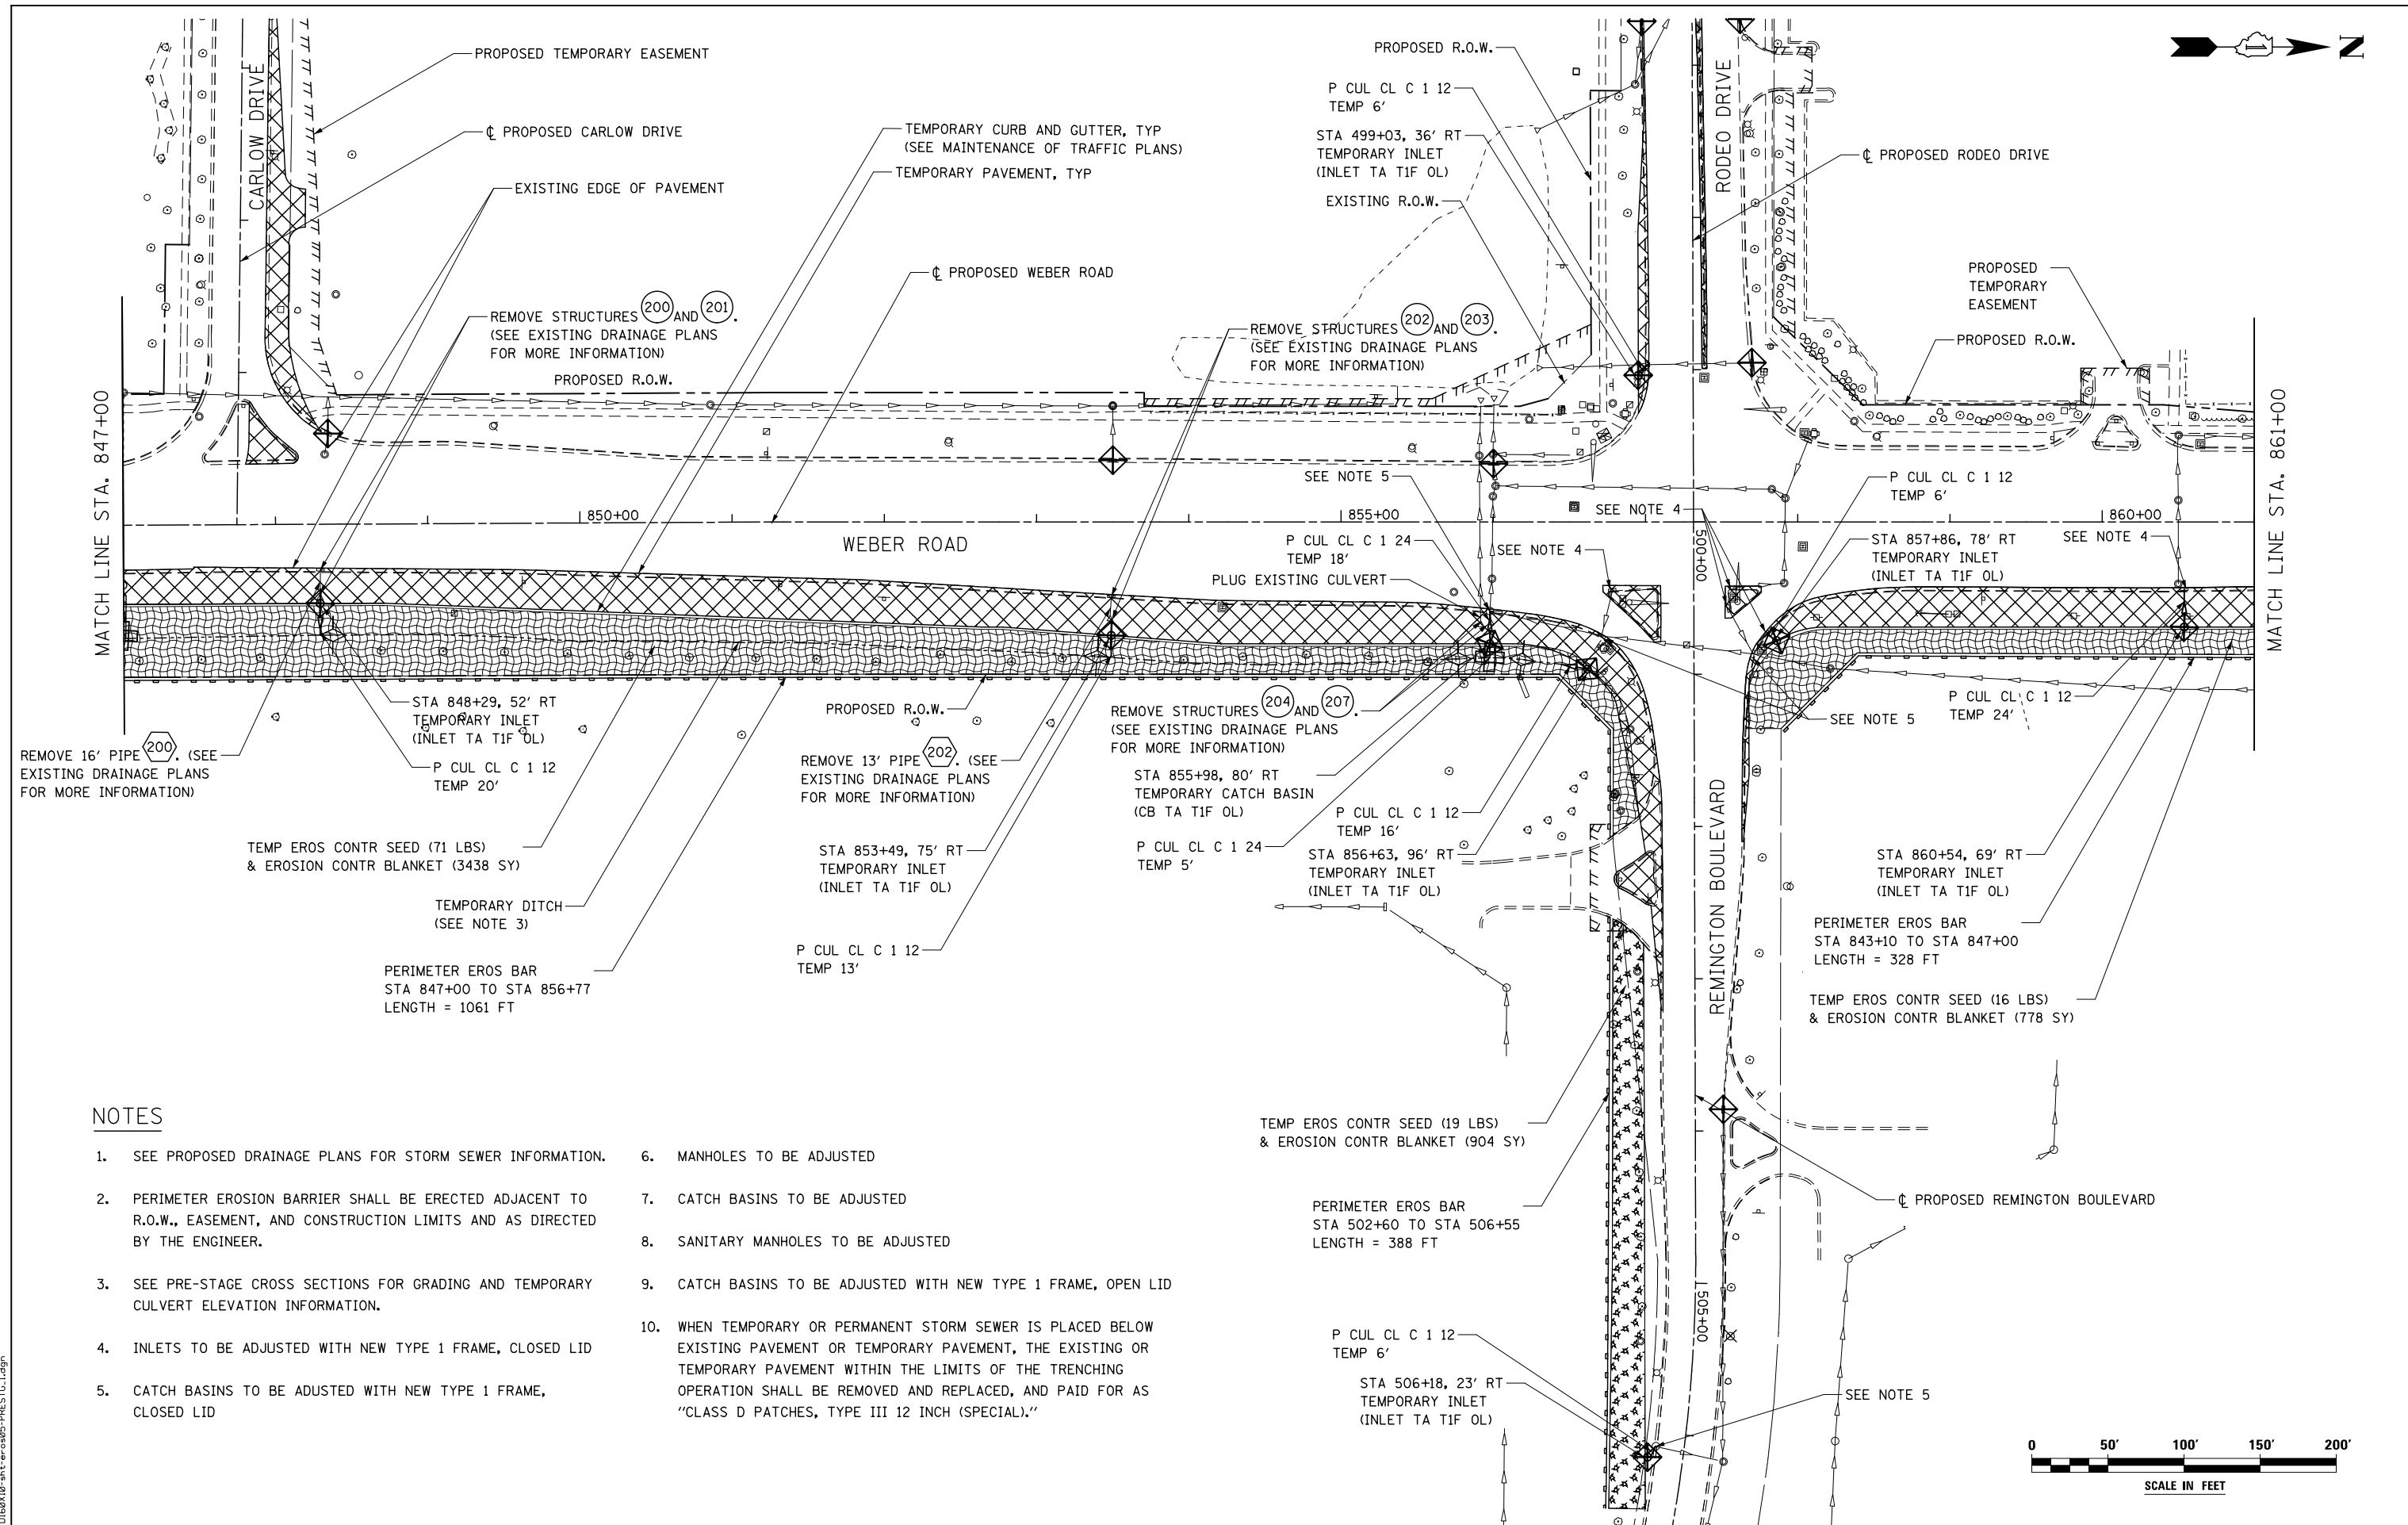 PROPOSED TEMPORARY EASEMENT
CARLOW DRIVE
℄ PROPOSED CARLOW DRIVE
EXISTING EDGE OF PAVEMENT
TEMPORARY CURB AND GUTTER, TYP
(SEE MAINTENANCE OF TRAFFIC PLANS)
TEMPORARY PAVEMENT, TYP
℄ PROPOSED WEBER ROAD
PROPOSED R.O.W.
P CUL CL C 1 12
TEMP 6'
STA 499+03, 36' RT
TEMPORARY INLET
(INLET TA T1F OL)
EXISTING R.O.W.
RODEO DRIVE
℄ PROPOSED RODEO DRIVE
N
PROPOSED
TEMPORARY
EASEMENT
PROPOSED R.O.W.
REMOVE STRUCTURES 200 AND 201.
(SEE EXISTING DRAINAGE PLANS
FOR MORE INFORMATION)
PROPOSED R.O.W.
REMOVE STRUCTURES 202 AND 203.
(SEE EXISTING DRAINAGE PLANS
FOR MORE INFORMATION)
MATCH LINE STA. 847+00
MATCH LINE STA. 861+00
850+00
855+00
860+00
500+00
505+00
WEBER ROAD
SEE NOTE 5
SEE NOTE 4
P CUL CL C 1 12
TEMP 6'
P CUL CL C 1 24
TEMP 18'
PLUG EXISTING CULVERT
SEE NOTE 4
STA 857+86, 78' RT
TEMPORARY INLET
(INLET TA T1F OL)
SEE NOTE 4
P CUL CL C 1 12
TEMP 24'
SEE NOTE 5
REMOVE 16' PIPE 200. (SEE
EXISTING DRAINAGE PLANS
FOR MORE INFORMATION)
STA 848+29, 52' RT
TEMPORARY INLET
(INLET TA T1F OL)
P CUL CL C 1 12
TEMP 20'
PROPOSED R.O.W.
REMOVE 13' PIPE 202. (SEE
EXISTING DRAINAGE PLANS
FOR MORE INFORMATION)
REMOVE STRUCTURES 204 AND 207.
(SEE EXISTING DRAINAGE PLANS
FOR MORE INFORMATION)
STA 855+98, 80' RT
TEMPORARY CATCH BASIN
(CB TA T1F OL)
P CUL CL C 1 12
TEMP 16'
P CUL CL C 1 24
TEMP 5'
STA 856+63, 96' RT
TEMPORARY INLET
(INLET TA T1F OL)
REMINGTON BOULEVARD
TEMP EROS CONTR SEED (71 LBS)
& EROSION CONTR BLANKET (3438 SY)
TEMPORARY DITCH
(SEE NOTE 3)
STA 853+49, 75' RT
TEMPORARY INLET
(INLET TA T1F OL)
P CUL CL C 1 12
TEMP 13'
PERIMETER EROS BAR
STA 847+00 TO STA 856+77
LENGTH = 1061 FT
STA 860+54, 69' RT
TEMPORARY INLET
(INLET TA T1F OL)
PERIMETER EROS BAR
STA 843+10 TO STA 847+00
LENGTH = 328 FT
TEMP EROS CONTR SEED (16 LBS)
& EROSION CONTR BLANKET (778 SY)
TEMP EROS CONTR SEED (19 LBS)
& EROSION CONTR BLANKET (904 SY)
PERIMETER EROS BAR
STA 502+60 TO STA 506+55
LENGTH = 388 FT
℄ PROPOSED REMINGTON BOULEVARD
P CUL CL C 1 12
TEMP 6'
STA 506+18, 23' RT
TEMPORARY INLET
(INLET TA T1F OL)
SEE NOTE 5
NOTES
1. SEE PROPOSED DRAINAGE PLANS FOR STORM SEWER INFORMATION.
2. PERIMETER EROSION BARRIER SHALL BE ERECTED ADJACENT TO
R.O.W., EASEMENT, AND CONSTRUCTION LIMITS AND AS DIRECTED
BY THE ENGINEER.
3. SEE PRE-STAGE CROSS SECTIONS FOR GRADING AND TEMPORARY
CULVERT ELEVATION INFORMATION.
4. INLETS TO BE ADJUSTED WITH NEW TYPE 1 FRAME, CLOSED LID
5. CATCH BASINS TO BE ADUSTED WITH NEW TYPE 1 FRAME,
CLOSED LID
6. MANHOLES TO BE ADJUSTED
7. CATCH BASINS TO BE ADJUSTED
8. SANITARY MANHOLES TO BE ADJUSTED
9. CATCH BASINS TO BE ADJUSTED WITH NEW TYPE 1 FRAME, OPEN LID
10. WHEN TEMPORARY OR PERMANENT STORM SEWER IS PLACED BELOW
EXISTING PAVEMENT OR TEMPORARY PAVEMENT, THE EXISTING OR
TEMPORARY PAVEMENT WITHIN THE LIMITS OF THE TRENCHING
OPERATION SHALL BE REMOVED AND REPLACED, AND PAID FOR AS
"CLASS D PATCHES, TYPE III 12 INCH (SPECIAL)."
0 50' 100' 150' 200'
SCALE IN FEET